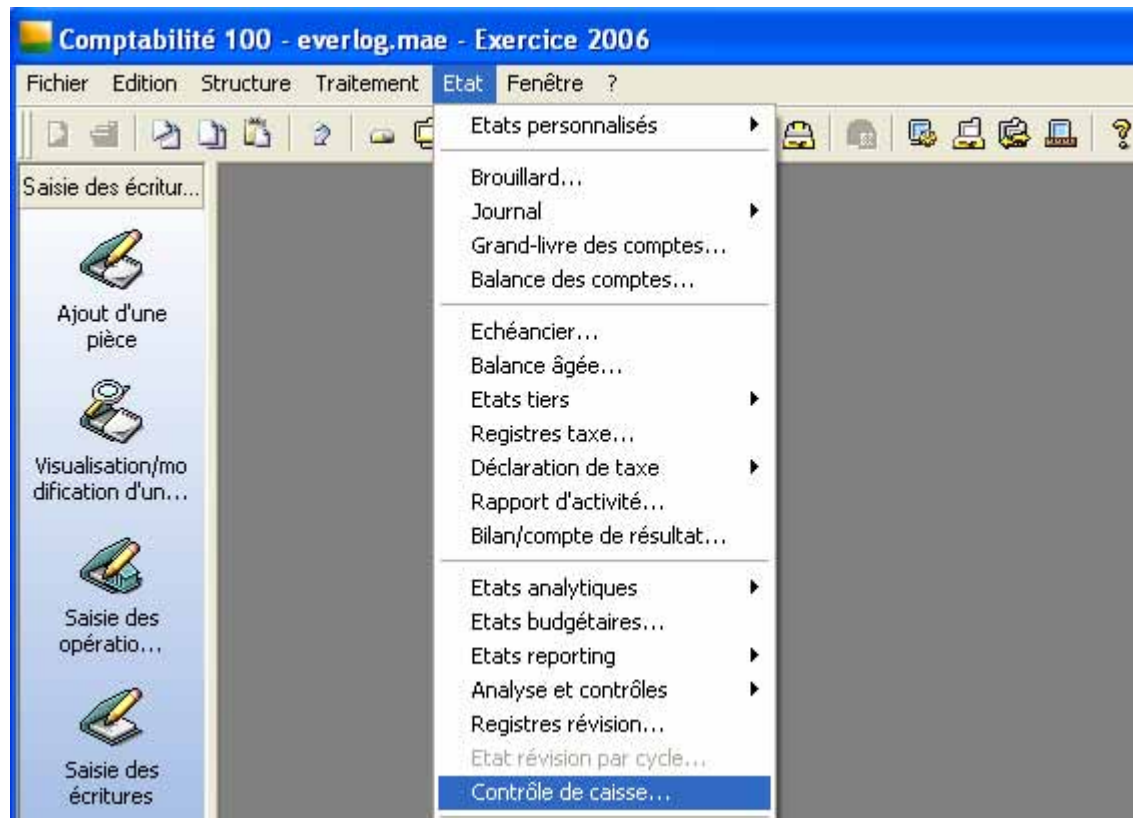 Comptabilité 100 - everlog.mae - Exercice 2006
Fichier Edition Structure Traitement Etat Fenêtre ?
Saisie des écritur...
Ajout d'une
pièce
Visualisation/mo
dification d'un...
Saisie des
opératio...
Saisie des
écritures
Etats personnalisés
Brouillard...
Journal
Grand-livre des comptes...
Balance des comptes...
Echéancier...
Balance âgée...
Etats tiers
Registres taxe...
Déclaration de taxe
Rapport d'activité...
Bilan/compte de résultat...
Etats analytiques
Etats budgétaires...
Etats reporting
Analyse et contrôles
Registres révision...
Etat révision par cycle...
Contrôle de caisse...